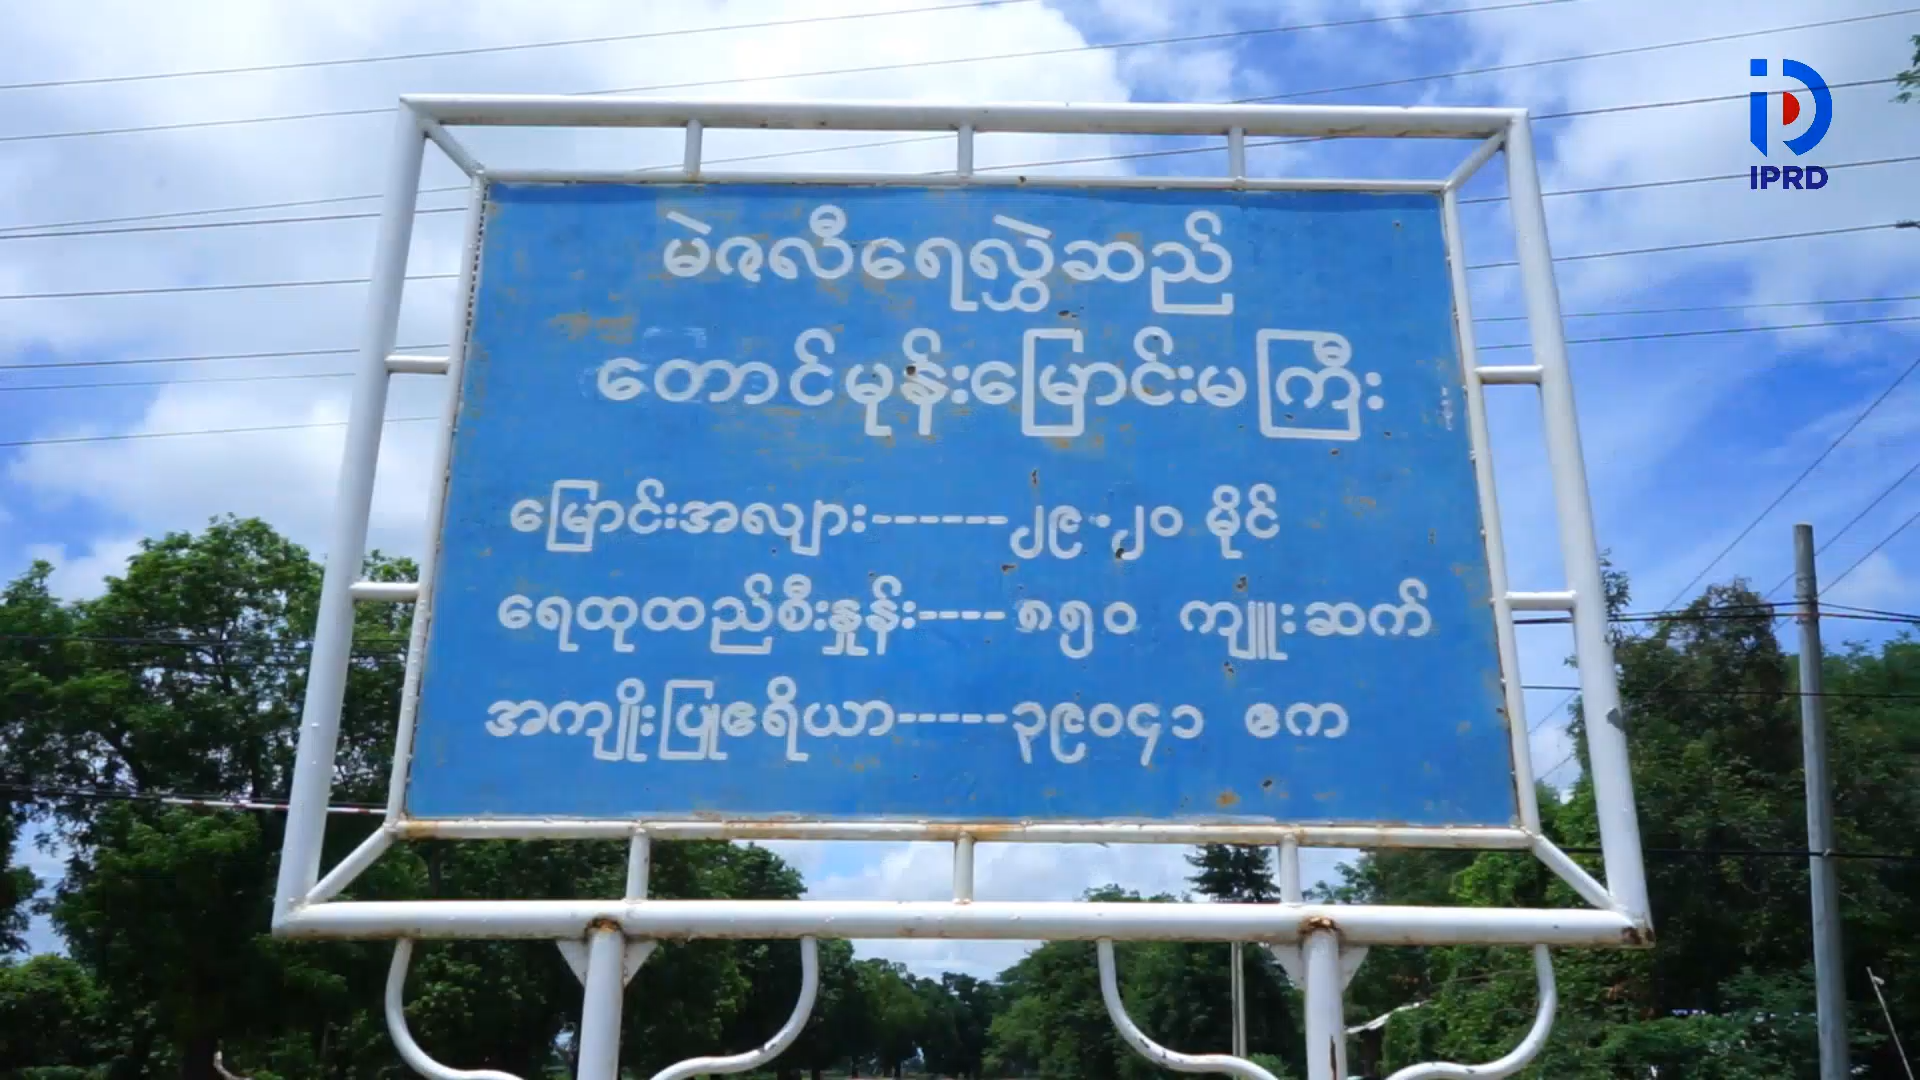 IPRD
မဲဇလီရေလွှဲဆည်
တောင်မုန်းမြောင်းမကြီး
မြောင်းအလျား------၂၉.၂၀ မိုင်
ရေထုထည်စီးနှုန်း----၈၅၀ ကျူူးဆက်
အကျိုးပြုဧရိယာ-----၃၉၀၄၁ ဧက